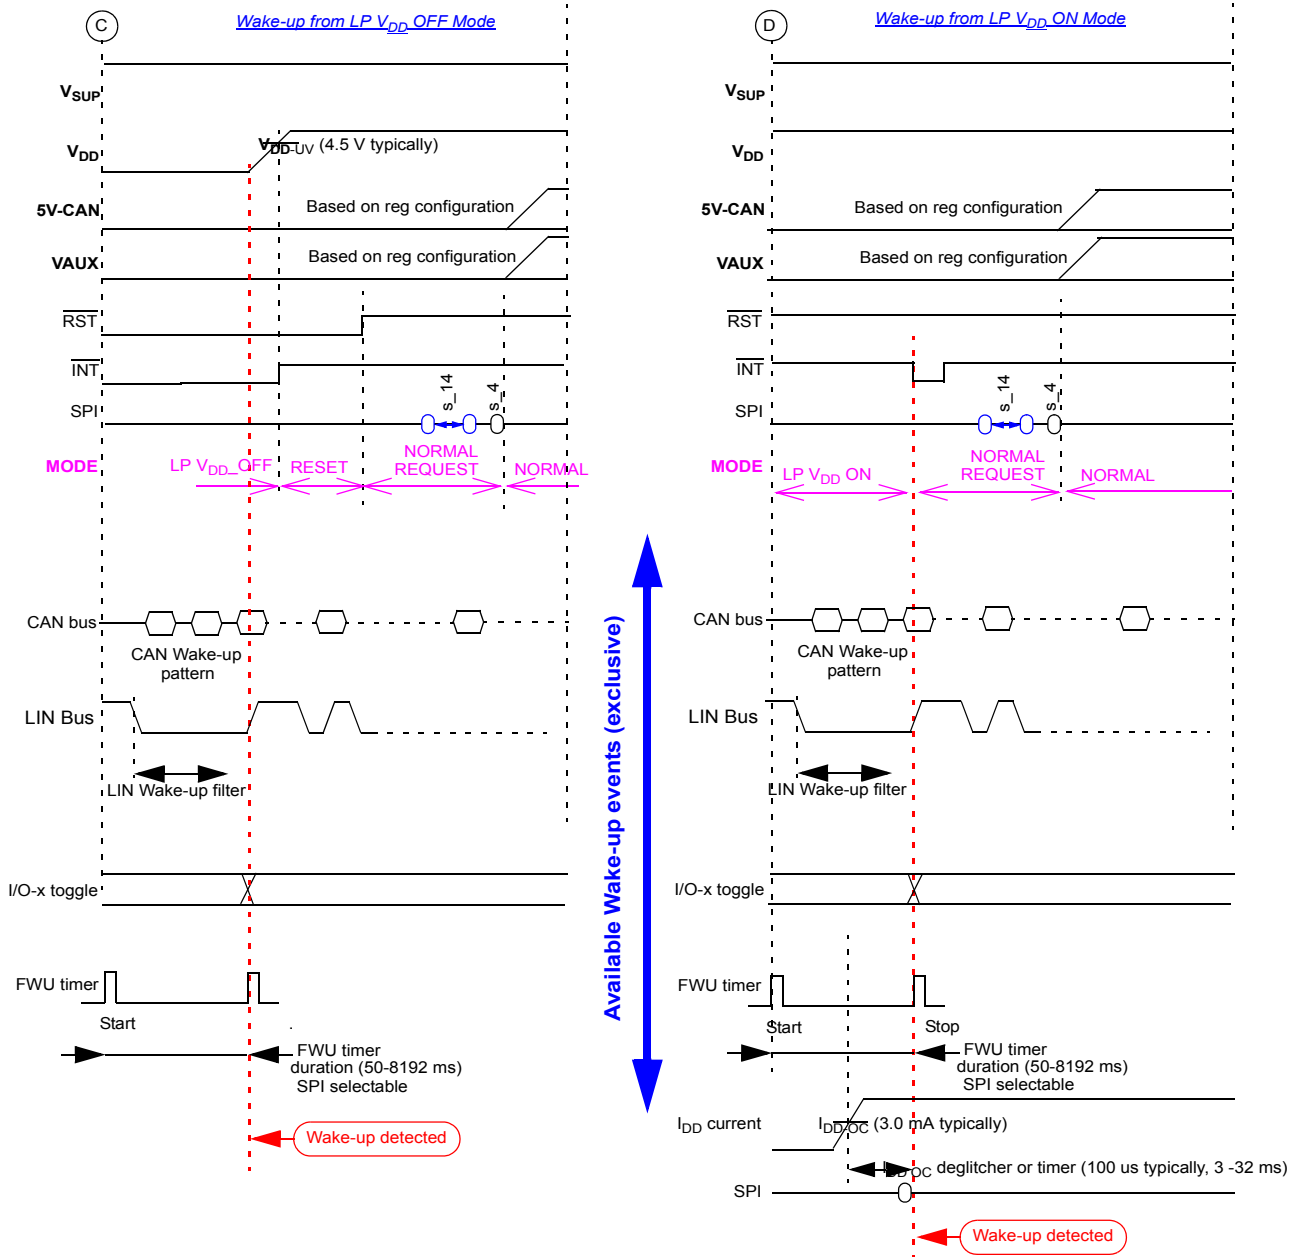 C
Wake-up from LP VDD OFF Mode
VSUP
VDD
VDD-UV (4.5 V typically)
5V-CAN
Based on reg configuration
VAUX
Based on reg configuration
RST
INT
SPI
s_14
s_4
MODE
LP VDD_OFF
RESET
NORMAL
REQUEST
NORMAL
CAN bus
CAN Wake-up
pattern
LIN Bus
LIN Wake-up filter
I/O-x toggle
FWU timer
Start
FWU timer
duration (50-8192 ms)
SPI selectable
Wake-up detected
Available Wake-up events (exclusive)
D
Wake-up from LP VDD ON Mode
VSUP
VDD
5V-CAN
Based on reg configuration
VAUX
Based on reg configuration
RST
INT
SPI
s_14
s_4
MODE
LP VDD ON
NORMAL
REQUEST
NORMAL
CAN bus
CAN Wake-up
pattern
LIN Bus
LIN Wake-up filter
I/O-x toggle
FWU timer
Start
Stop
FWU timer
duration (50-8192 ms)
SPI selectable
IDD current
IDD-OC (3.0 mA typically)
IDD-OC deglitcher or timer (100 us typically, 3 -32 ms)
SPI
Wake-up detected